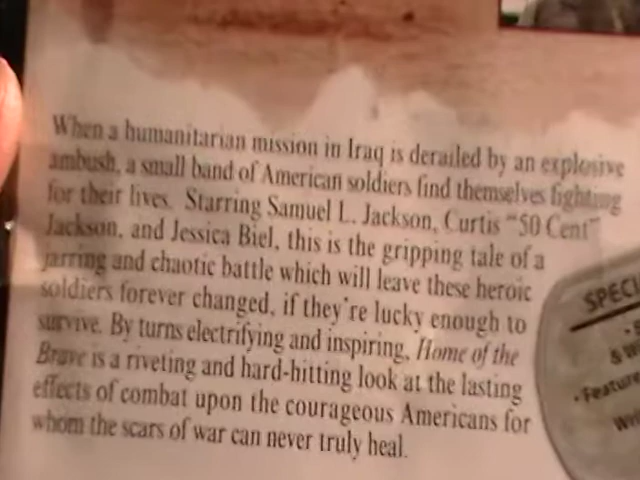 When a humanitarian mission in Iraq is derailed by an explosive
ambush, a small band of American soldiers find themselves fighting
for their lives. Starring Samuel L. Jackson, Curtis "50 Cent"
Jackson, and Jessica Biel, this is the gripping tale of a
jarring and chaotic battle which will leave these heroic
soldiers forever changed, if they're lucky enough to
survive. By turns electrifying and inspiring, Home of the
Brave is a riveting and hard-hitting look at the lasting
effects of combat upon the courageous Americans for
whom the scars of war can never truly heal.
SPECI
&
• Feature